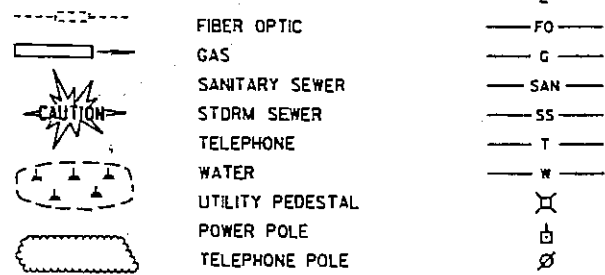 FIBER OPTIC FO
GAS G
SANITARY SEWER SAN
CAUTION STORM SEWER SS
TELEPHONE T
WATER W
UTILITY PEDESTAL
POWER POLE
TELEPHONE POLE